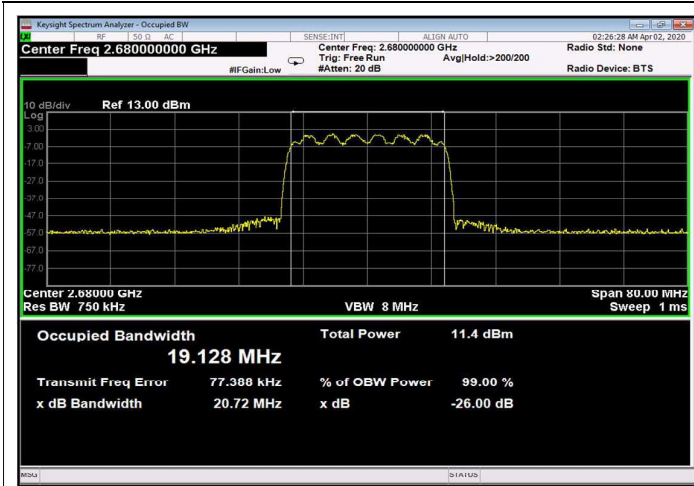 Keysight Spectrum Analyzer - Occupied BW
RF 50 Ω AC SENSE:INT ALIGN AUTO 02:26:28 AM Apr 02, 2020
Center Freq 2.680000000 GHz Center Freq: 2.680000000 GHz Radio Std: None
Trig: Free Run Avg|Hold:>200/200
#IFGain:Low #Atten: 20 dB Radio Device: BTS
10 dB/div Ref 13.00 dBm
Log
3.00
-7.00
-17.0
-27.0
-37.0
-47.0
-57.0
-67.0
-77.0
Center 2.68000 GHz Span 80.00 MHz
Res BW 750 kHz VBW 8 MHz Sweep 1 ms
Occupied Bandwidth Total Power 11.4 dBm
19.128 MHz
Transmit Freq Error 77.388 kHz % of OBW Power 99.00 %
x dB Bandwidth 20.72 MHz x dB -26.00 dB
MSG STATUS